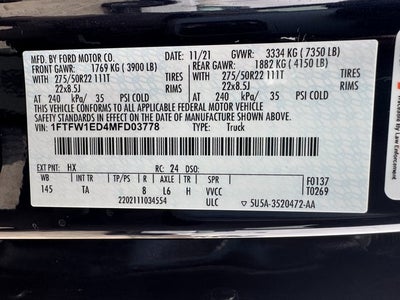 MFD. BY FORD MOTOR CO.
11/21 GVWR: 3334 KG (7350 LB)
FRONT GAWR: 1769 KG (3900 LB)
REAR GAWR: 1882 KG (4150 LB)
WITH 275/50R22 111T TIRES WITH 275/50R22 111T TIRES
22x8.5J RIMS 22x8.5J RIMS
AT 240 kPa/ 35 PSI COLD AT 240 kPa/ 35 PSI COLD
THIS VEHICLE CONFORMS TO ALL APPLICABLE FEDERAL MOTOR VEHICLE
SAFETY STANDARDS IN EFFECT ON THE DATE OF MANUFACTURE SHOWN ABOVE.
VIN: 1FTFW1ED4MFD03778 TYPE: Truck
EXT PNT: HX RC: 24 DSO:
WB INT TR TP/PS R AXLE TR SPR F0137
145 TA 8 L6 H VVCC T0269
2202111034554 ULC 5U5A-3520472-AA
Law Enforcement